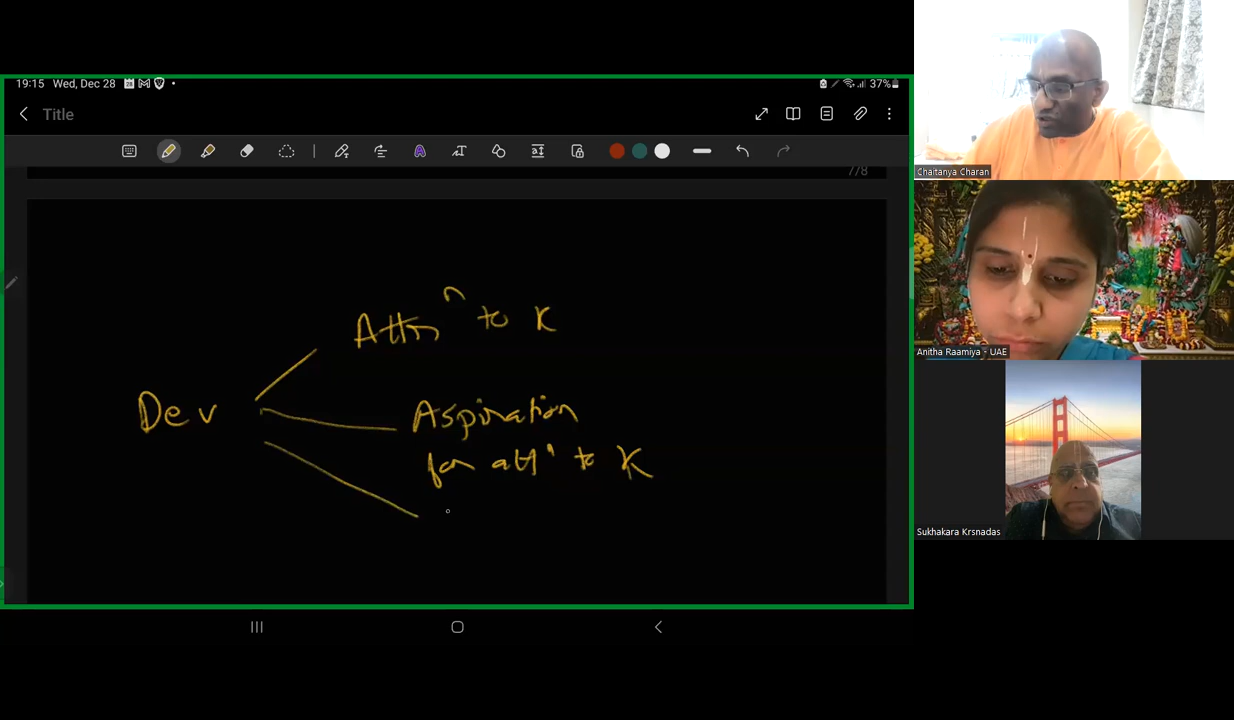 19:15 Wed, Dec 28
37%
Title
7/8
Attnⁿ to K
Dev
Aspiration
for attⁿ to K
Chaitanya Charan
Anitha Raamiya - UAE
Sukhakara Krsnadas